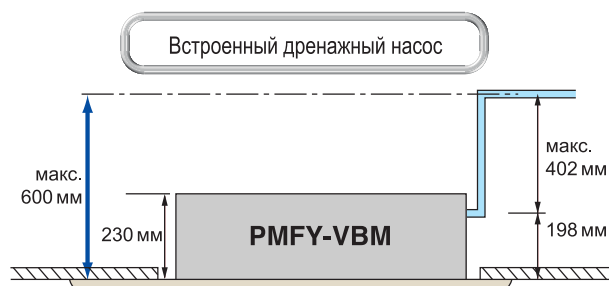 Встроенный дренажный насос
макс.
600 мм
230 мм
PMFY-VBM
макс.
402 мм
198 мм